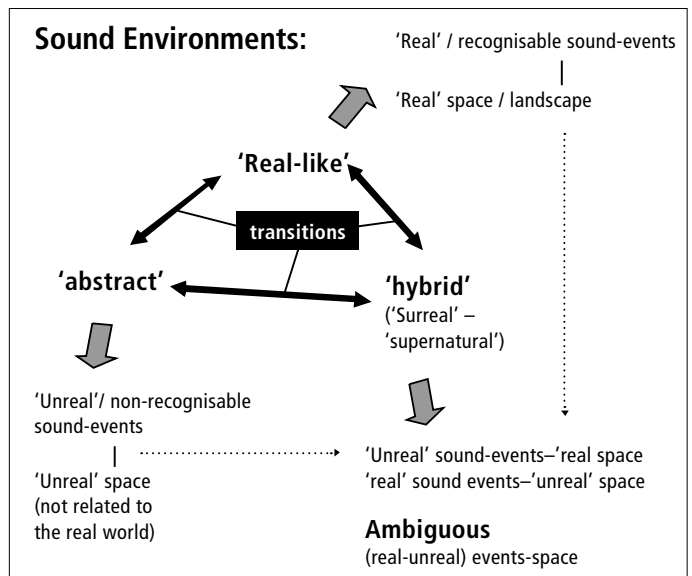 Sound Environments:
‘Real’ / recognisable sound-events
‘Real’ space / landscape
‘Real-like’
transitions
‘abstract’
‘hybrid’
(‘Surreal’ –
‘supernatural’)
‘Unreal’/ non-recognisable
sound-events
‘Unreal’ space
(not related to
the real world)
‘Unreal’ sound-events–‘real space
‘real’ sound events–‘unreal’ space
Ambiguous
(real-unreal) events-space